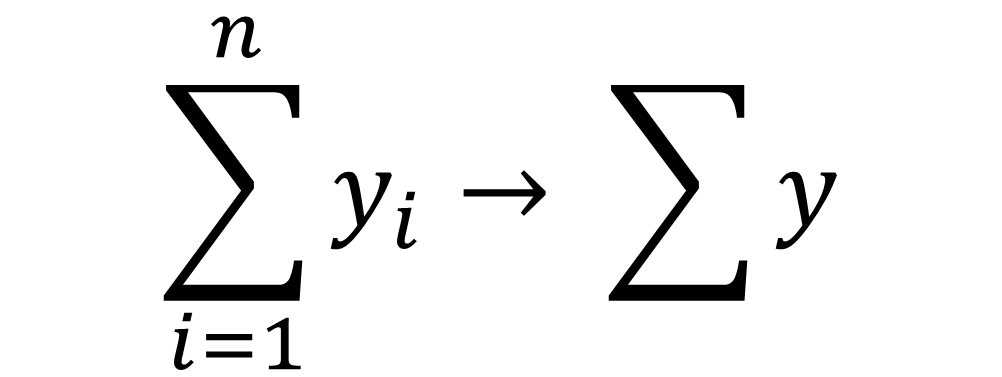 n
∑ yᵢ → ∑ y
i=1